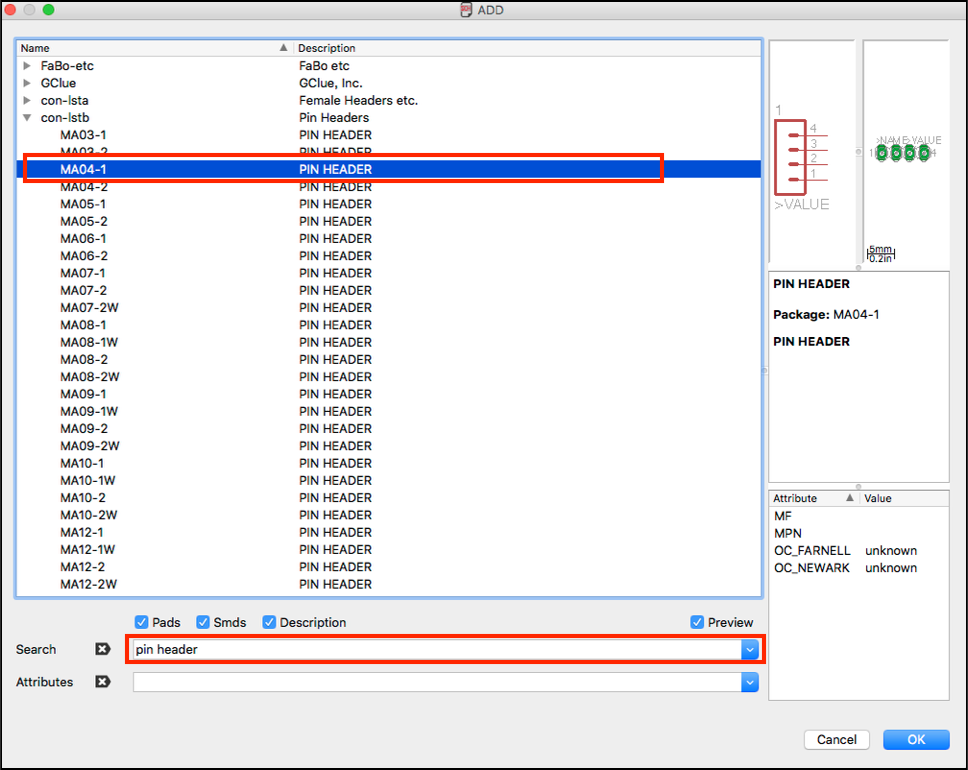 ADD
Name Description
FaBo-etc FaBo etc
GClue GClue, Inc.
con-lsta Female Headers etc.
con-lstb Pin Headers
MA03-1 PIN HEADER
MA03-2 PIN HEADER
MA04-1 PIN HEADER
MA04-2 PIN HEADER
MA05-1 PIN HEADER
MA05-2 PIN HEADER
MA06-1 PIN HEADER
MA06-2 PIN HEADER
MA07-1 PIN HEADER
MA07-2 PIN HEADER
MA07-2W PIN HEADER
MA08-1 PIN HEADER
MA08-1W PIN HEADER
MA08-2 PIN HEADER
MA08-2W PIN HEADER
MA09-1 PIN HEADER
MA09-1W PIN HEADER
MA09-2 PIN HEADER
MA09-2W PIN HEADER
MA10-1 PIN HEADER
MA10-1W PIN HEADER
MA10-2 PIN HEADER
MA10-2W PIN HEADER
MA12-1 PIN HEADER
MA12-1W PIN HEADER
MA12-2 PIN HEADER
MA12-2W PIN HEADER
Pads Smds Description Preview
Search pin header
Attributes
1
4
3
2
1
>VALUE
>NAME>VALUE
1 4
5mm
0.2in
PIN HEADER
Package: MA04-1
PIN HEADER
Attribute Value
MF
MPN
OC_FARNELL unknown
OC_NEWARK unknown
Cancel OK